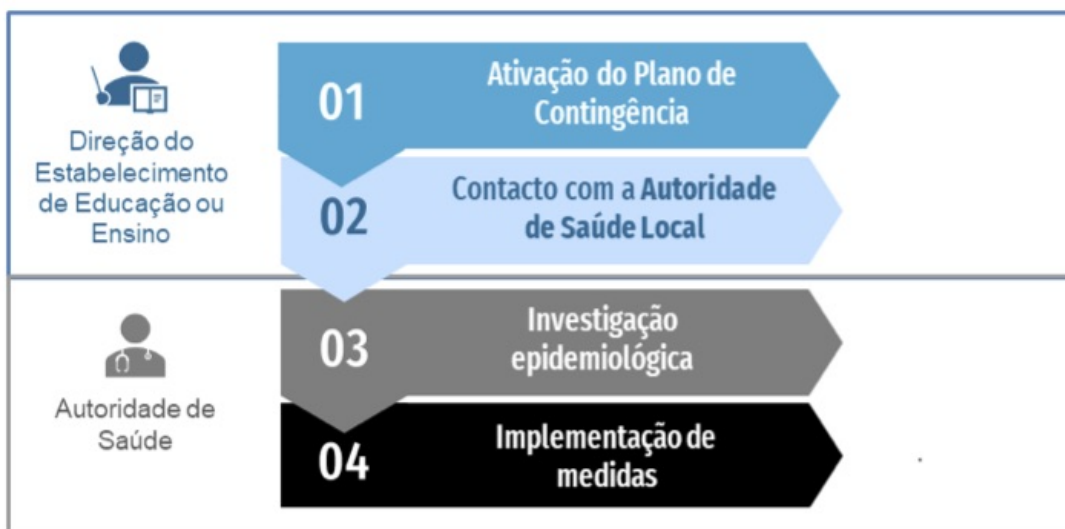 Direção do
Estabelecimento
de Educação ou
Ensino
01
Ativação do Plano de
Contingência
02
Contacto com a Autoridade
de Saúde Local
Autoridade de
Saúde
03
Investigação
epidemiológica
04
Implementação de
medidas